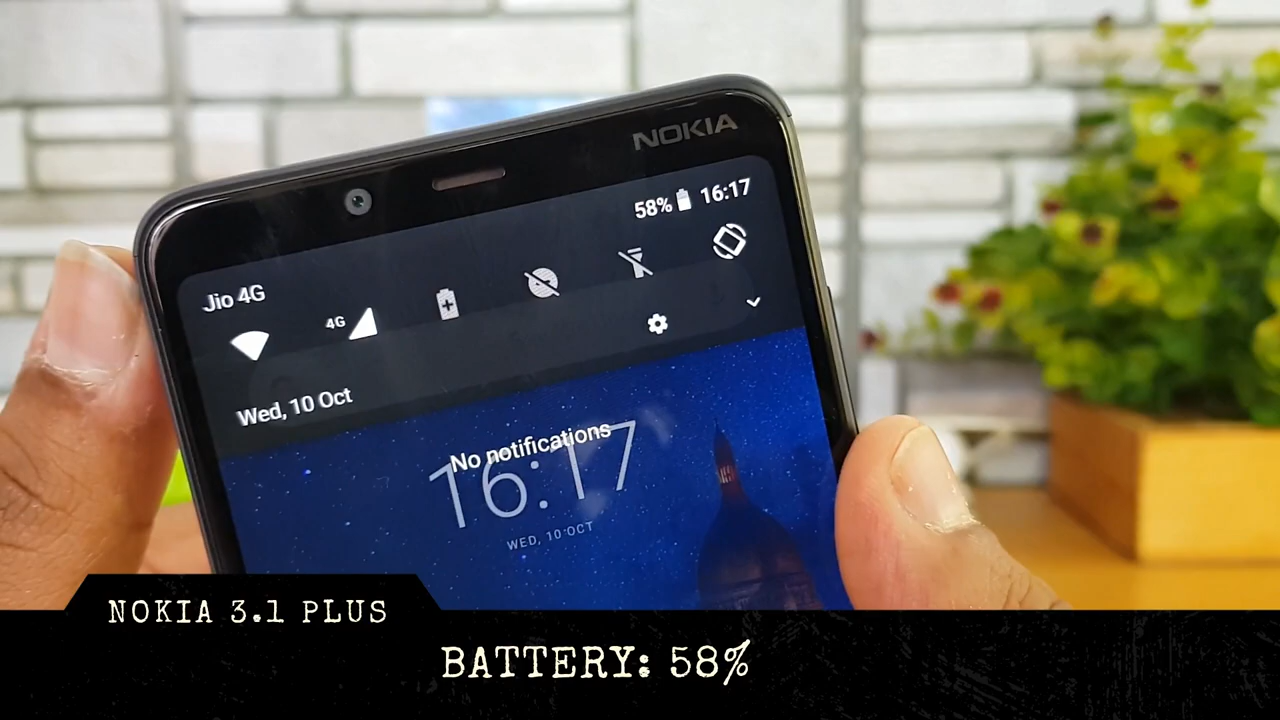 NOKIA
58% 16:17
Jio 4G
4G
Wed, 10 Oct
No notifications
16:17
WED, 10 OCT
NOKIA 3.1 PLUS
BATTERY: 58%